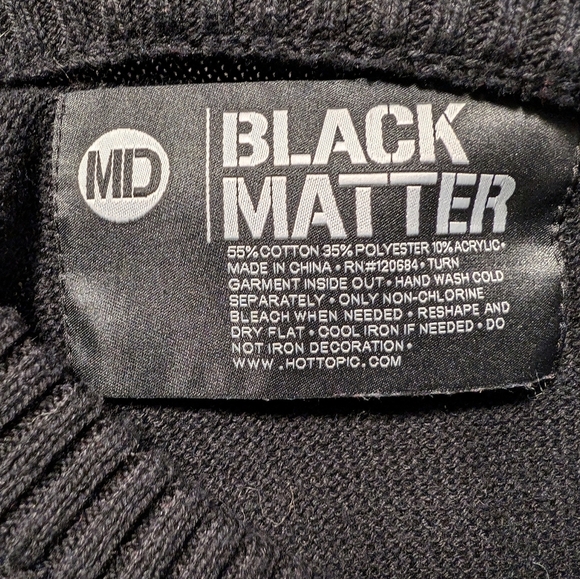 MD
BLACK
MATTER
55% COTTON 35% POLYESTER 10% ACRYLIC •
MADE IN CHINA • RN#120684 • TURN
GARMENT INSIDE OUT • HAND WASH COLD
SEPARATELY • ONLY NON-CHLORINE
BLEACH WHEN NEEDED • RESHAPE AND
DRY FLAT • COOL IRON IF NEEDED • DO
NOT IRON DECORATION •
WWW.HOTTOPIC.COM